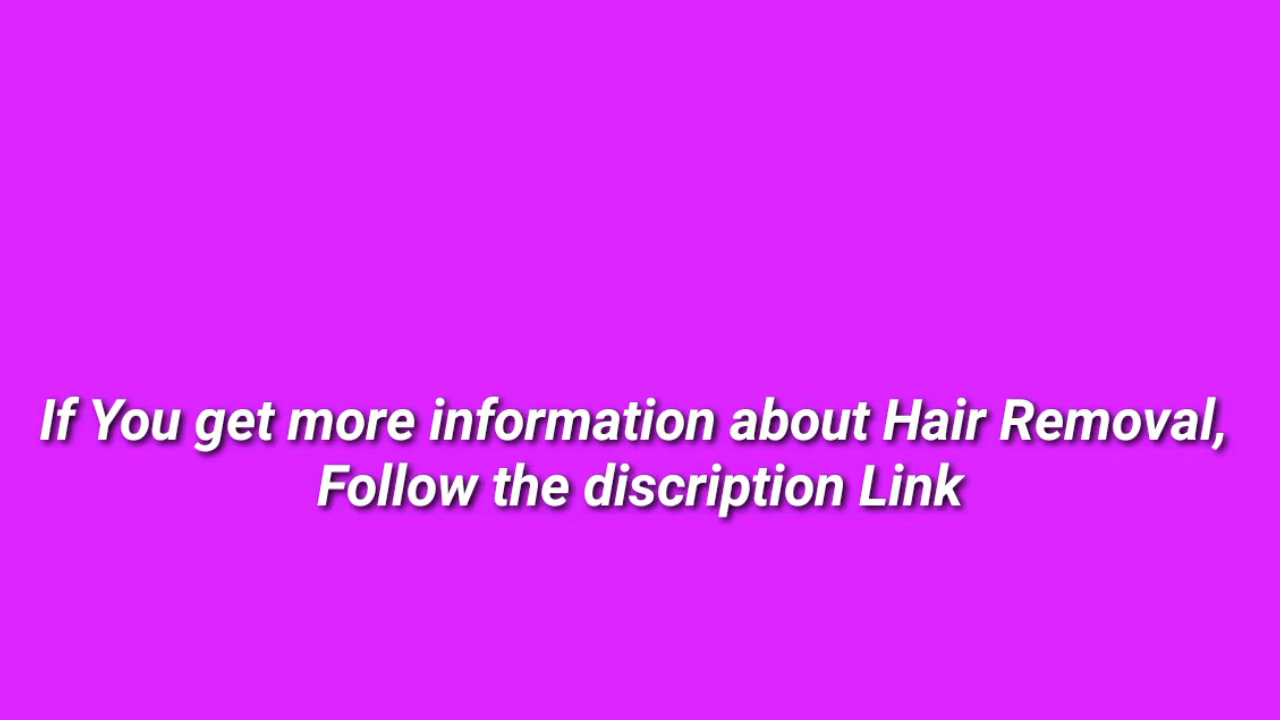 If You get more information about Hair Removal,
Follow the discription Link